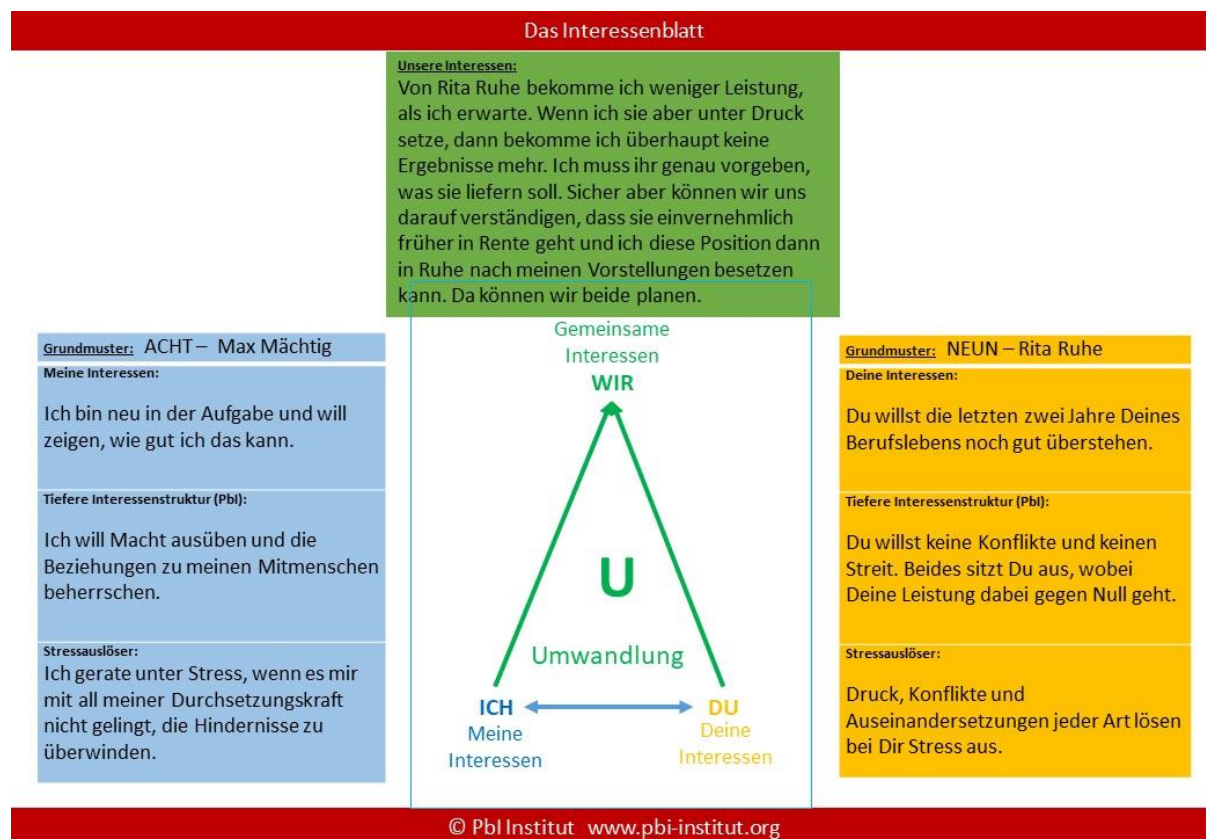 Das Interessenblatt
Unsere Interessen:
Von Rita Ruhe bekomme ich weniger Leistung,
als ich erwarte. Wenn ich sie aber unter Druck
setze, dann bekomme ich überhaupt keine
Ergebnisse mehr. Ich muss ihr genau vorgeben,
was sie liefern soll. Sicher aber können wir uns
darauf verständigen, dass sie einvernehmlich
früher in Rente geht und ich diese Position dann
in Ruhe nach meinen Vorstellungen besetzen
kann. Da können wir beide planen.
Grundmuster: ACHT – Max Mächtig
Meine Interessen:
Ich bin neu in der Aufgabe und will
zeigen, wie gut ich das kann.
Tiefere Interessenstruktur (PbI):
Ich will Macht ausüben und die
Beziehungen zu meinen Mitmenschen
beherrschen.
Stressauslöser:
Ich gerate unter Stress, wenn es mir
mit all meiner Durchsetzungskraft
nicht gelingt, die Hindernisse zu
überwinden.
Gemeinsame
Interessen
WIR
U
Umwandlung
ICH
Meine
Interessen
DU
Deine
Interessen
Grundmuster: NEUN – Rita Ruhe
Deine Interessen:
Du willst die letzten zwei Jahre Deines
Berufslebens noch gut überstehen.
Tiefere Interessenstruktur (PbI):
Du willst keine Konflikte und keinen
Streit. Beides sitzt Du aus, wobei
Deine Leistung dabei gegen Null geht.
Stressauslöser:
Druck, Konflikte und
Auseinandersetzungen jeder Art lösen
bei Dir Stress aus.
© PbI Institut www.pbi-institut.org